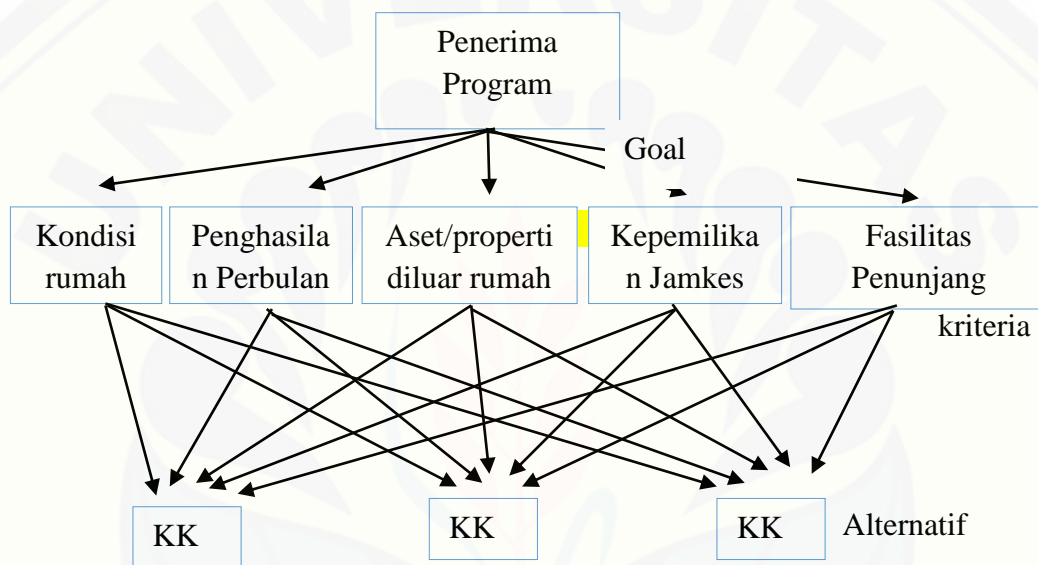 Penerima
Program
Goal
Kondisi
rumah
Penghasila
n Perbulan
Aset/properti
diluar rumah
Kepemilika
n Jamkes
Fasilitas
Penunjang
kriteria
KK
KK
KK
Alternatif
UNIVERSITAS